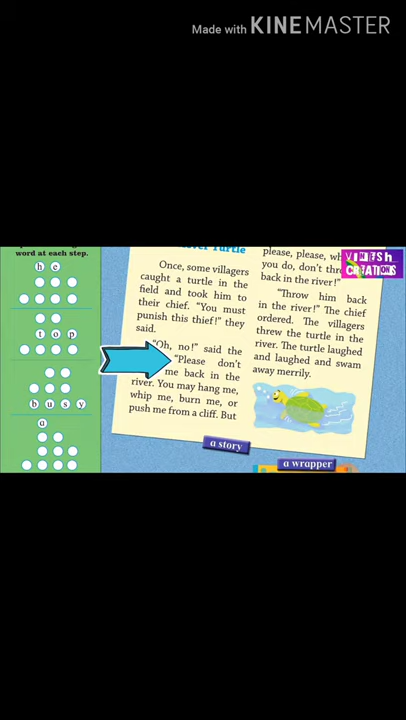 Made with KINEMASTER
VINESH
CREATIONS
word at each step.
h e
t o p
b u s y
a
Turtle
Once, some villagers
caught a turtle in the
field and took him to
their chief. "You must
punish this thief!" they
said.
"Oh, no!" said the
"Please don't
me back in the
river. You may hang me,
whip me, burn me, or
push me from a cliff. But
please, please, wh
you do, don't thr
back in the river!"
"Throw him back
in the river!" The chief
ordered. The villagers
threw the turtle in the
river. The turtle laughed
and laughed and swam
away merrily.
a story
a wrapper